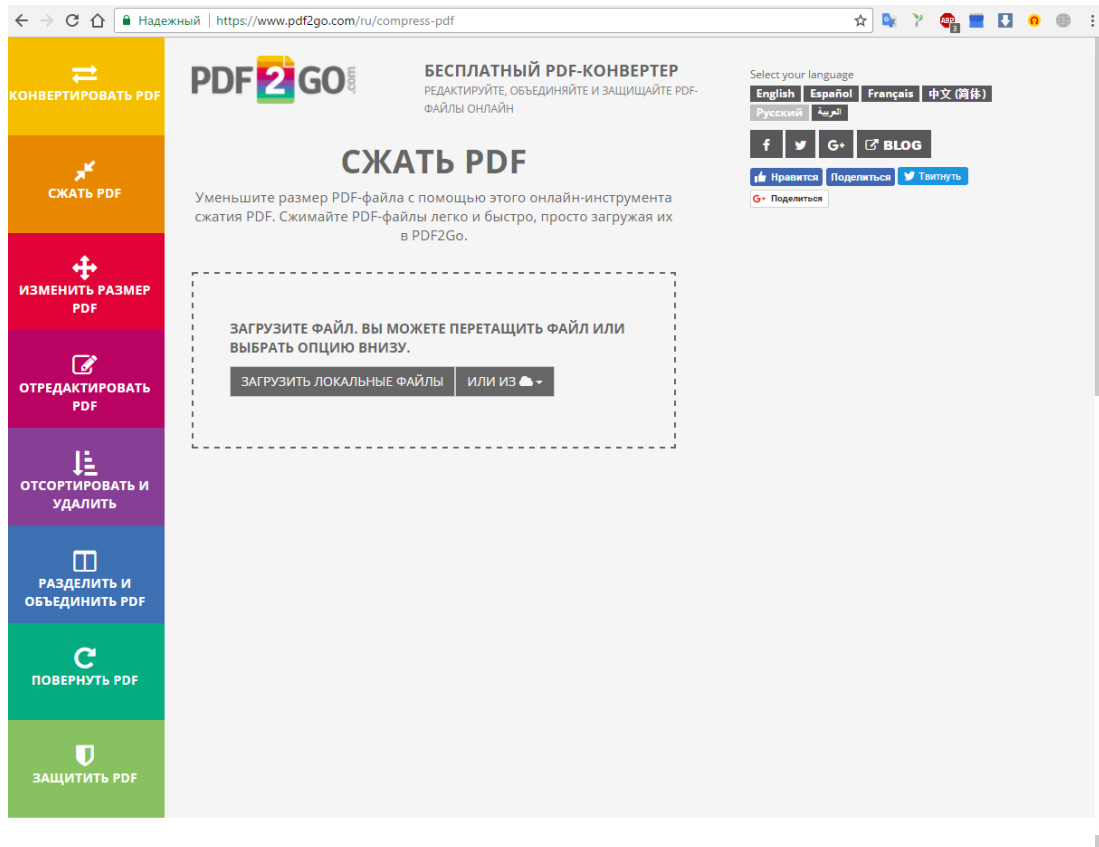 Надежный | https://www.pdf2go.com/ru/compress-pdf
ABP
3
КОНВЕРТИРОВАТЬ PDF
СЖАТЬ PDF
ИЗМЕНИТЬ РАЗМЕР
PDF
ОТРЕДАКТИРОВАТЬ
PDF
ОТСОРТИРОВАТЬ И
УДАЛИТЬ
РАЗДЕЛИТЬ И
ОБЪЕДИНИТЬ PDF
ПОВЕРНУТЬ PDF
ЗАЩИТИТЬ PDF
PDF2GO.com
БЕСПЛАТНЫЙ PDF-КОНВЕРТЕР
РЕДАКТИРУЙТЕ, ОБЪЕДИНЯЙТЕ И ЗАЩИЩАЙТЕ PDF-
ФАЙЛЫ ОНЛАЙН
СЖАТЬ PDF
Уменьшите размер PDF-файла с помощью этого онлайн-инструмента
сжатия PDF. Сжимайте PDF-файлы легко и быстро, просто загружая их
в PDF2Go.
ЗАГРУЗИТЕ ФАЙЛ. ВЫ МОЖЕТЕ ПЕРЕТАЩИТЬ ФАЙЛ ИЛИ
ВЫБРАТЬ ОПЦИЮ ВНИЗУ.
ЗАГРУЗИТЬ ЛОКАЛЬНЫЕ ФАЙЛЫ ИЛИ ИЗ
Select your language
English Español Français 中文 (简体)
Русский العربية
f G+ BLOG
Нравится Поделиться Твитнуть
G+ Поделиться